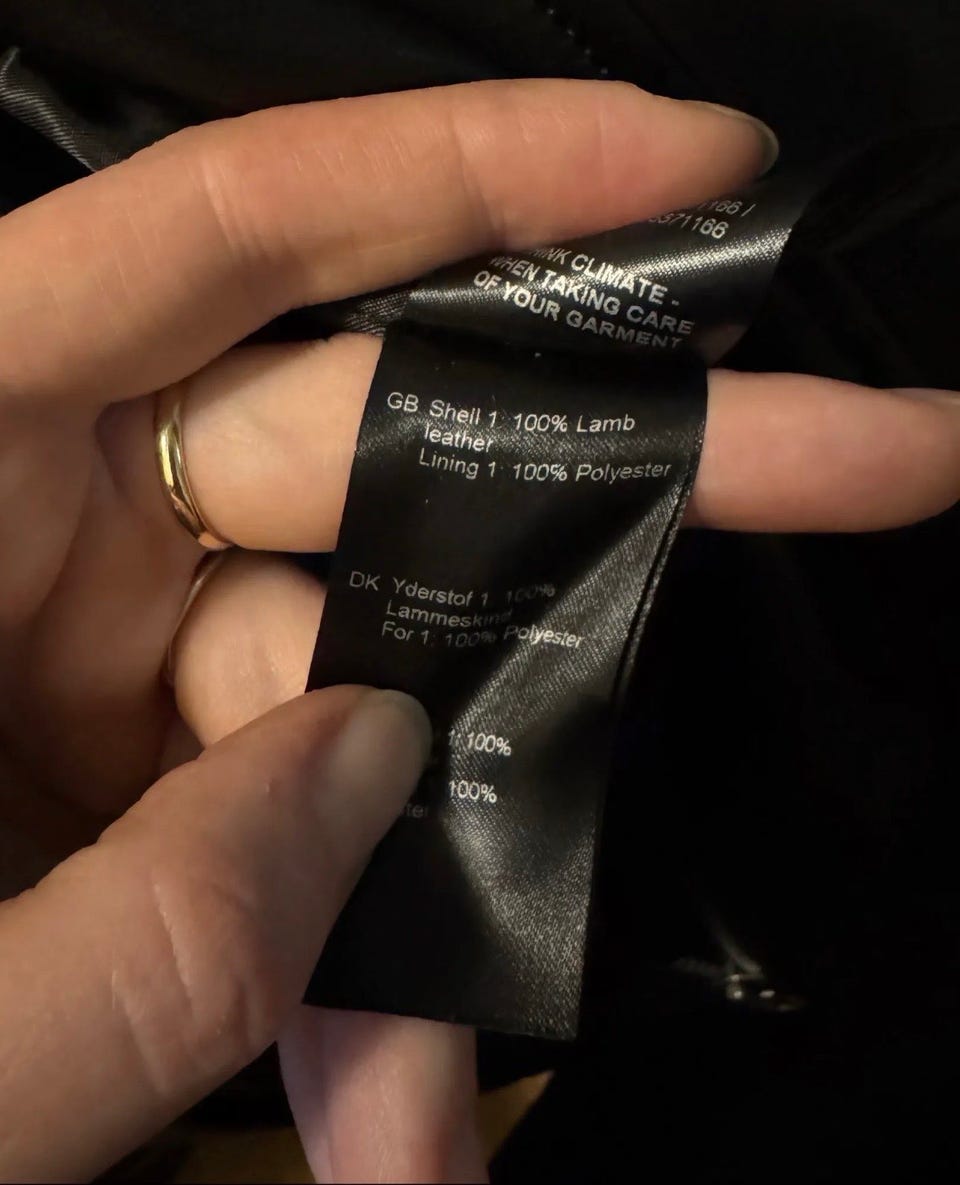 1166 /
371166
CLIMATE -
WHEN TAKING CARE
OF YOUR GARMENT
GB Shell 1 100% Lamb
leather
Lining 1 100% Polyester
DK Yderstof 1 100%
Lammeskind
For 1: 100% Polyester
1: 100%
100%